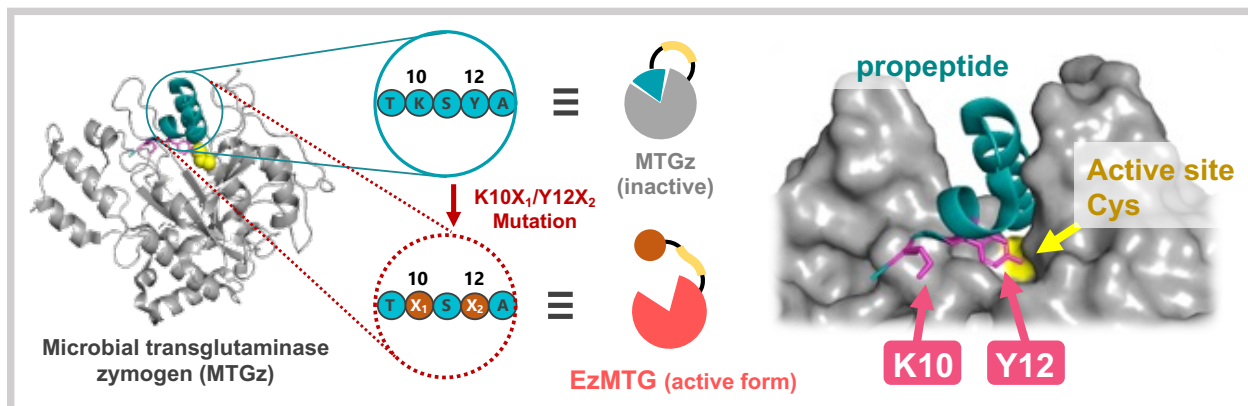 10 12
T K S Y A
MTGz
(inactive)
K10X₁/Y12X₂
Mutation
10 12
T X₁ S X₂ A
EzMTG (active form)
Microbial transglutaminase
zymogen (MTGz)
propeptide
Active site
Cys
K10 Y12